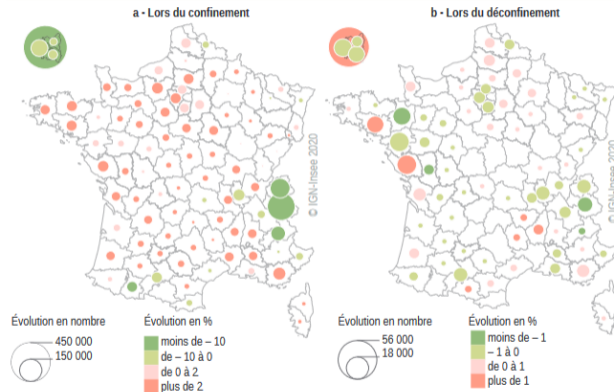 a - Lors du confinement
© IGN-Insee 2020
Évolution en nombre
450 000
150 000
Évolution en %
moins de – 10
de – 10 à 0
de 0 à 2
plus de 2
b - Lors du déconfinement
© IGN-Insee 2020
Évolution en nombre
56 000
18 000
Évolution en %
moins de – 1
– 1 à 0
de 0 à 1
plus de 1